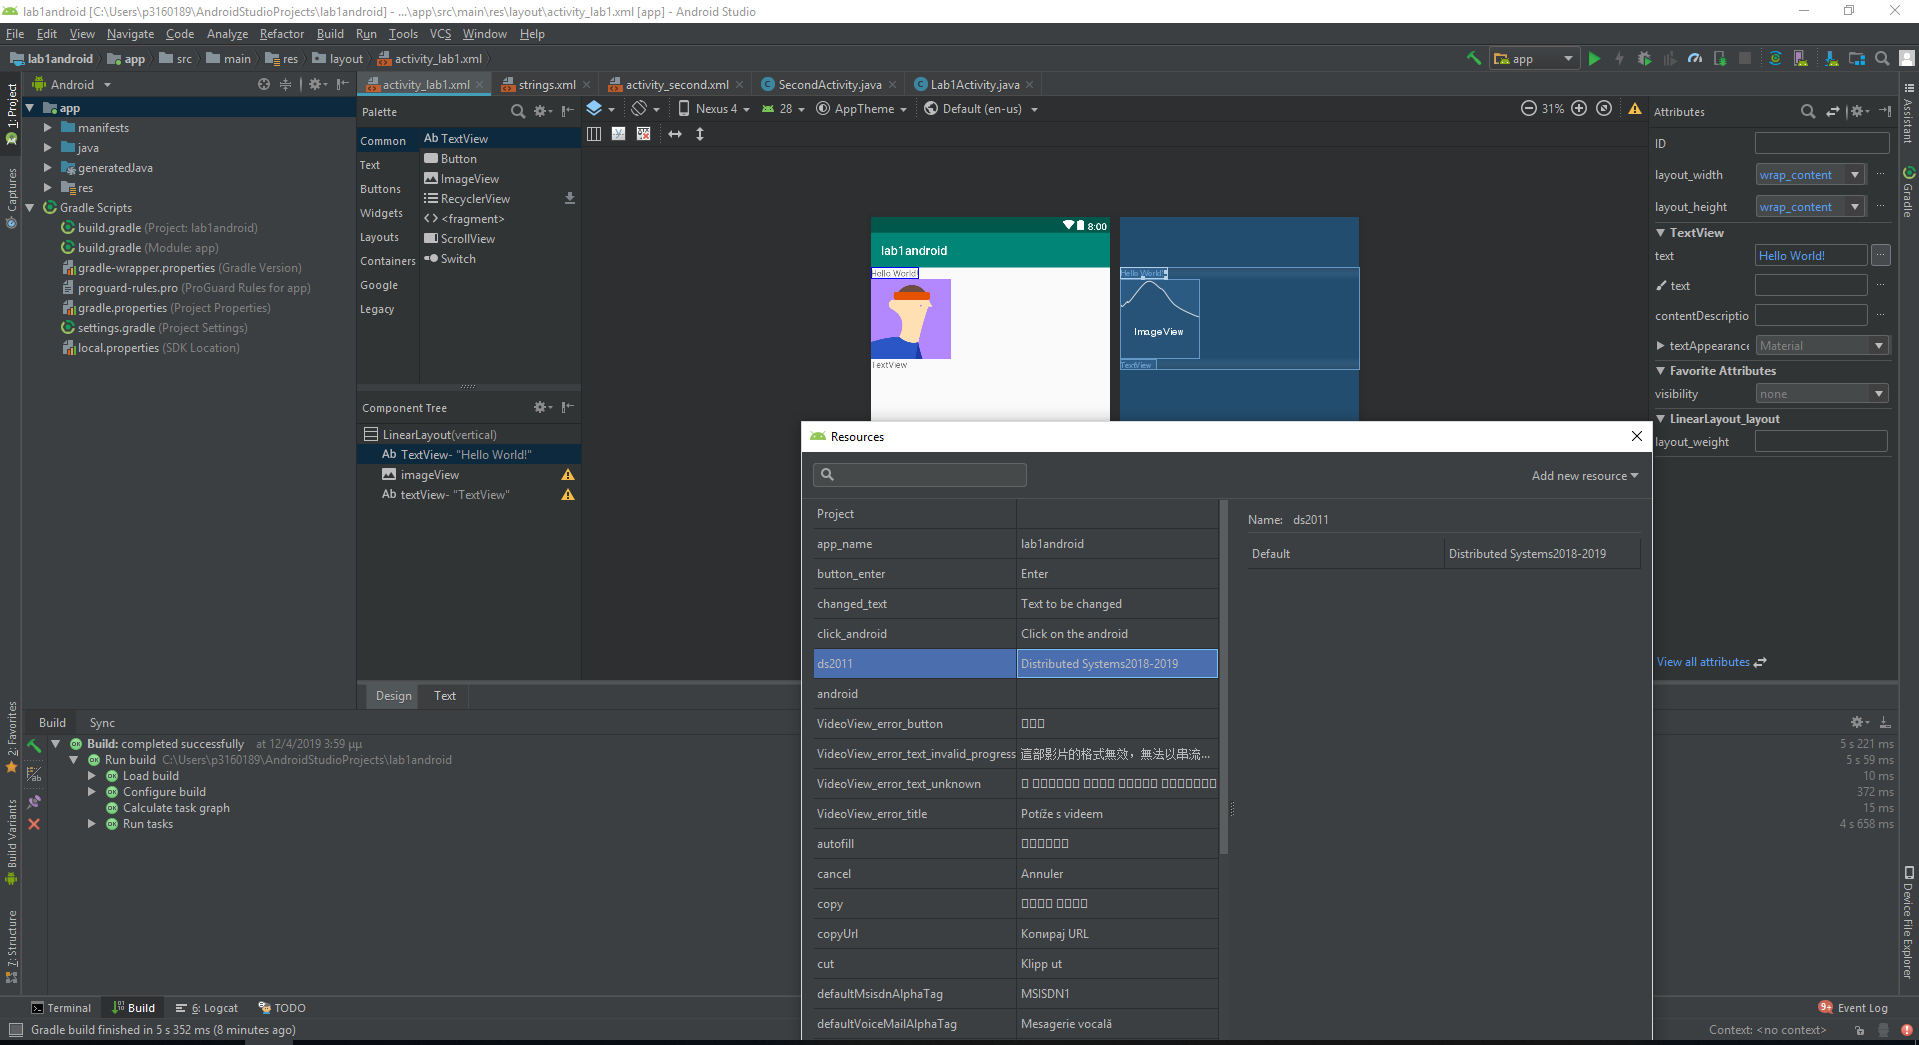 lab1android [C:\Users\p3160189\AndroidStudioProjects\lab1android] - ...\app\src\main\res\layout\activity_lab1.xml [app] - Android Studio
File Edit View Navigate Code Analyze Refactor Build Run Tools VCS Window Help
lab1android app src main res layout activity_lab1.xml
app
Android
activity_lab1.xml strings.xml activity_second.xml SecondActivity.java Lab1Activity.java
1: Project
Captures
2: Favorites
Build Variants
7: Structure
app
manifests
java
generatedJava
res
Gradle Scripts
build.gradle (Project: lab1android)
build.gradle (Module: app)
gradle-wrapper.properties (Gradle Version)
proguard-rules.pro (ProGuard Rules for app)
gradle.properties (Project Properties)
settings.gradle (Project Settings)
local.properties (SDK Location)
Palette
Common
Text
Buttons
Widgets
Layouts
Containers
Google
Legacy
Ab TextView
Button
ImageView
RecyclerView
<> <fragment>
ScrollView
Switch
Component Tree
LinearLayout(vertical)
Ab TextView- "Hello World!"
imageView
Ab textView- "TextView"
Nexus 4 28 AppTheme Default (en-us)
31%
8:00
lab1android
Hello World!
TextView
Hello World!
ImageView
TextView
Attributes
ID
layout_width wrap_content
layout_height wrap_content
TextView
text Hello World!
text
contentDescriptio
textAppearance Material
Favorite Attributes
visibility none
LinearLayout_layout
layout_weight
View all attributes
Assistant
Gradle
Device File Explorer
Design Text
Resources
Add new resource
Project
app_name lab1android
button_enter Enter
changed_text Text to be changed
click_android Click on the android
ds2011 Distributed Systems2018-2019
android
VideoView_error_button
VideoView_error_text_invalid_progress 這部影片的格式無效，無法以串流...
VideoView_error_text_unknown
VideoView_error_title Potíže s videem
autofill
cancel Annuler
copy
copyUrl Копирај URL
cut Klipp ut
defaultMsisdnAlphaTag MSISDN1
defaultVoiceMailAlphaTag Mesagerie vocală
Name: ds2011
Default Distributed Systems2018-2019
Build Sync
Build: completed successfully at 12/4/2019 3:59 μμ 5 s 221 ms
Run build C:\Users\p3160189\AndroidStudioProjects\lab1android 5 s 59 ms
Load build 10 ms
Configure build 372 ms
Calculate task graph 15 ms
Run tasks 4 s 658 ms
Terminal Build 6: Logcat TODO
9+ Event Log
Gradle build finished in 5 s 352 ms (8 minutes ago)
Context: <no context>